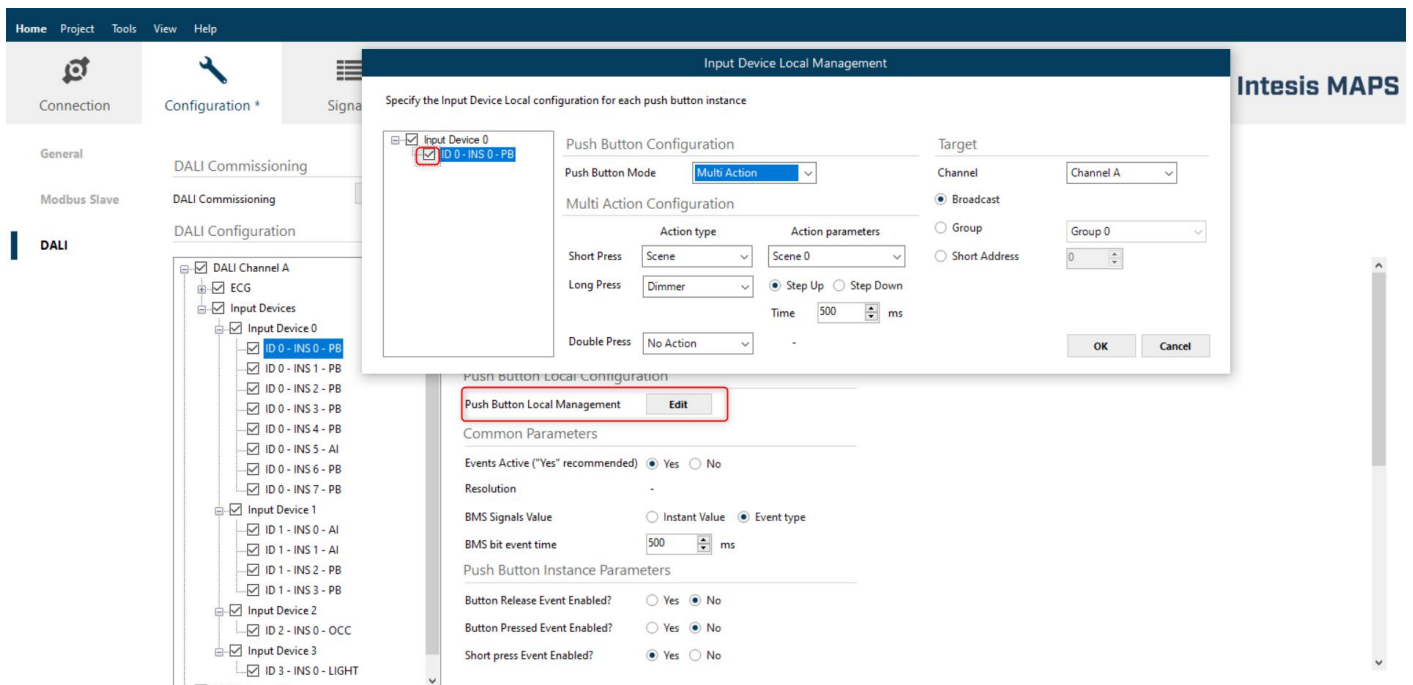 Home Project Tools View Help
Input Device Local Management
Intesis MAPS
Connection
Configuration *
Signa
Specify the Input Device Local configuration for each push button instance
Input Device 0
ID 0 - INS 0 - PB
Push Button Configuration
Push Button Mode Multi Action
Multi Action Configuration
Action type Action parameters
Short Press Scene Scene 0
Long Press Dimmer Step Up Step Down
Time 500 ms
Double Press No Action -
Target
Channel Channel A
Broadcast
Group Group 0
Short Address 0
OK Cancel
General
Modbus Slave
DALI
DALI Commissioning
DALI Commissioning
DALI Configuration
DALI Channel A
ECG
Input Devices
Input Device 0
ID 0 - INS 0 - PB
ID 0 - INS 1 - PB
ID 0 - INS 2 - PB
ID 0 - INS 3 - PB
ID 0 - INS 4 - PB
ID 0 - INS 5 - AI
ID 0 - INS 6 - PB
ID 0 - INS 7 - PB
Input Device 1
ID 1 - INS 0 - AI
ID 1 - INS 1 - AI
ID 1 - INS 2 - PB
ID 1 - INS 3 - PB
Input Device 2
ID 2 - INS 0 - OCC
Input Device 3
ID 3 - INS 0 - LIGHT
Push Button Local Configuration
Push Button Local Management Edit
Common Parameters
Events Active ("Yes" recommended) Yes No
Resolution -
BMS Signals Value Instant Value Event type
BMS bit event time 500 ms
Push Button Instance Parameters
Button Release Event Enabled? Yes No
Button Pressed Event Enabled? Yes No
Short press Event Enabled? Yes No